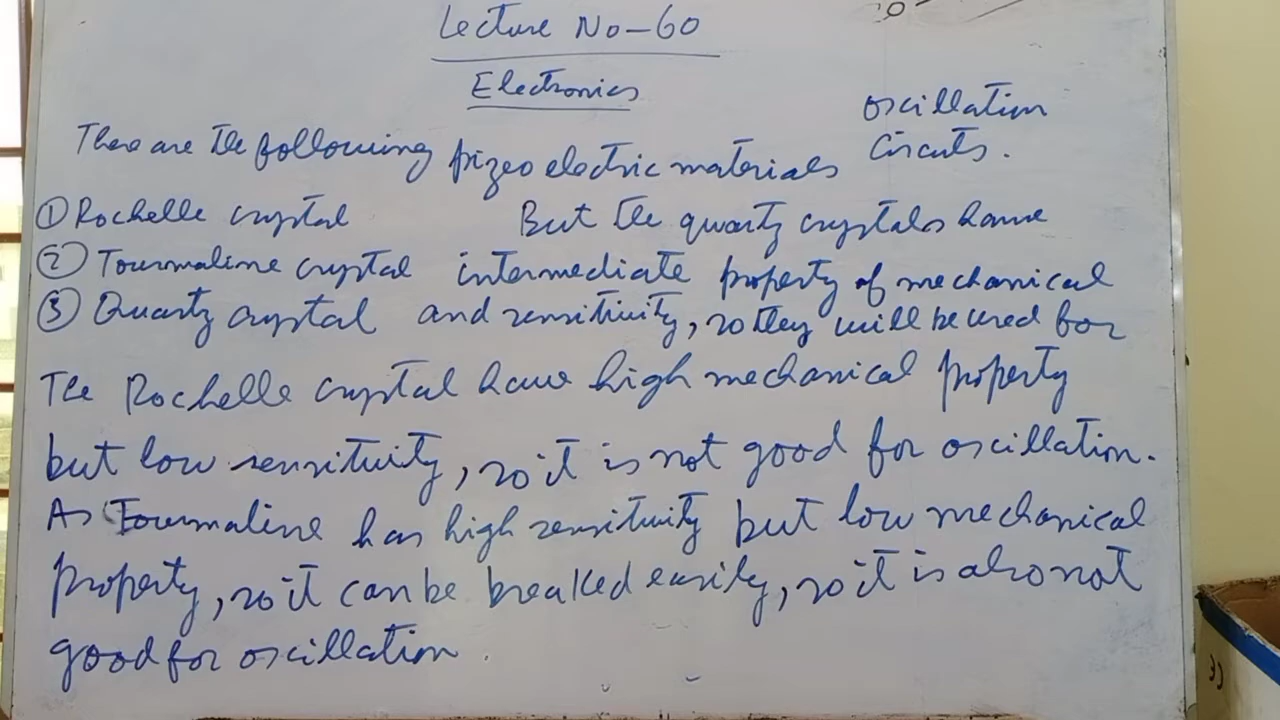 Lecture No-60
Electronics
There are the following pizeo electric materials
① Rochelle crystal
② Tourmaline crystal
③ Quartz crystal
The Rochelle crystal have high mechanical property
but low sensitivity, so it is not good for oscillation.
As Tourmaline has high sensitivity but low mechanical
property, so it can be breaked easily, so it is also not
good for oscillation.
But the quartz crystals have
intermediate property of mechanical
and sensitivity, so they will be used for
oscillation
Circuts.